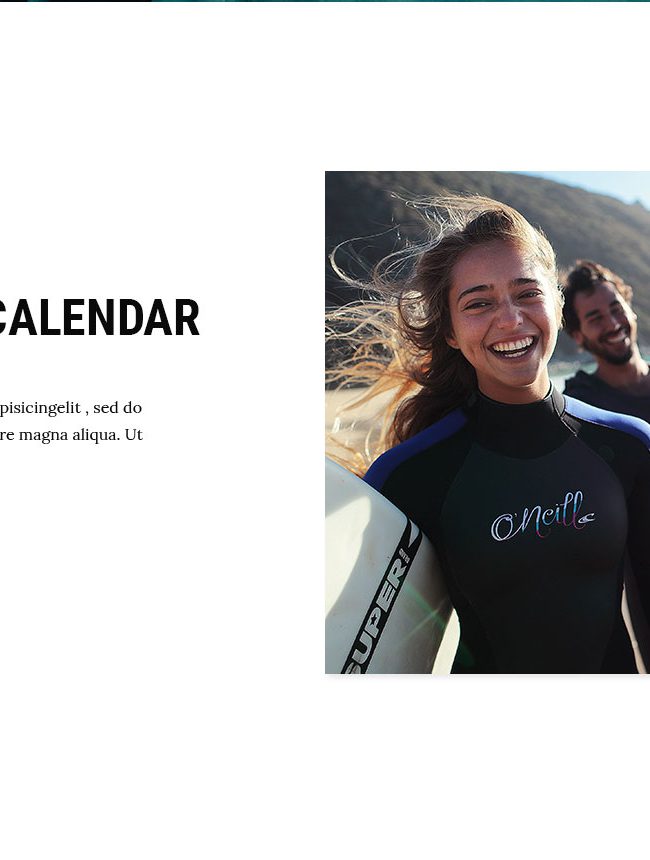 CALENDAR
pisicingelit , sed do
re magna aliqua. Ut
O'Neill
SUPER!